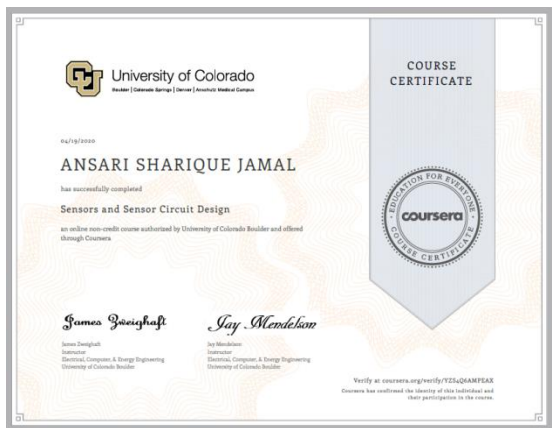 University of Colorado
Boulder | Colorado Springs | Denver | Anschutz Medical Campus
COURSE
CERTIFICATE
04/19/2020
ANSARI SHARIQUE JAMAL
has successfully completed
Sensors and Sensor Circuit Design
an online non-credit course authorized by University of Colorado Boulder and offered
through Coursera
EDUCATION FOR EVERYONE
coursera
COURSE CERTIFICATE
James Zweighaft
James Zweighaft
Instructor
Electrical, Computer, & Energy Engineering
University of Colorado Boulder
Jay Mendelson
Jay Mendelson
Instructor
Electrical, Computer, & Energy Engineering
University of Colorado Boulder
Verify at coursera.org/verify/YZS4Q6AMPEAX
Coursera has confirmed the identity of this individual and
their participation in the course.